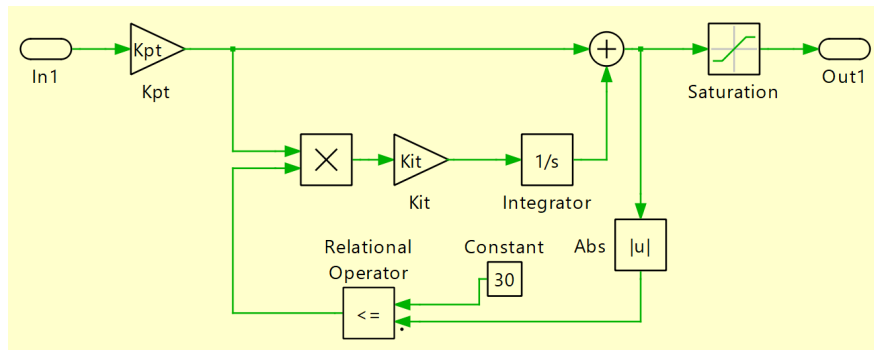 Kpt
In1
Kpt
Saturation
Out1
Kit
1/s
Kit
Integrator
Relational
Operator
Constant
Abs
|u|
30
<=